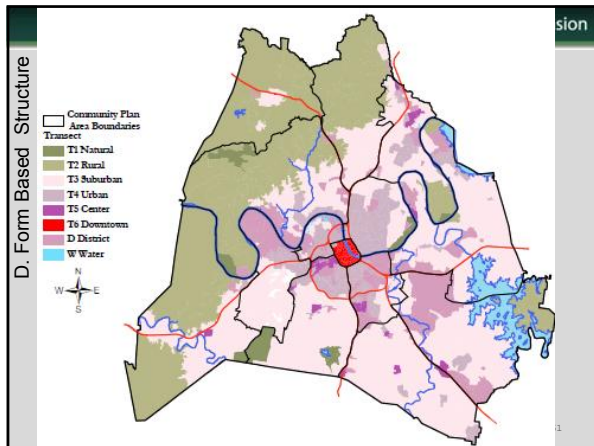 sion
D. Form Based Structure
Community Plan
Area Boundaries
Transect
T1 Natural
T2 Rural
T3 Suburban
T4 Urban
T5 Center
T6 Downtown
D District
W Water
N
W E
S